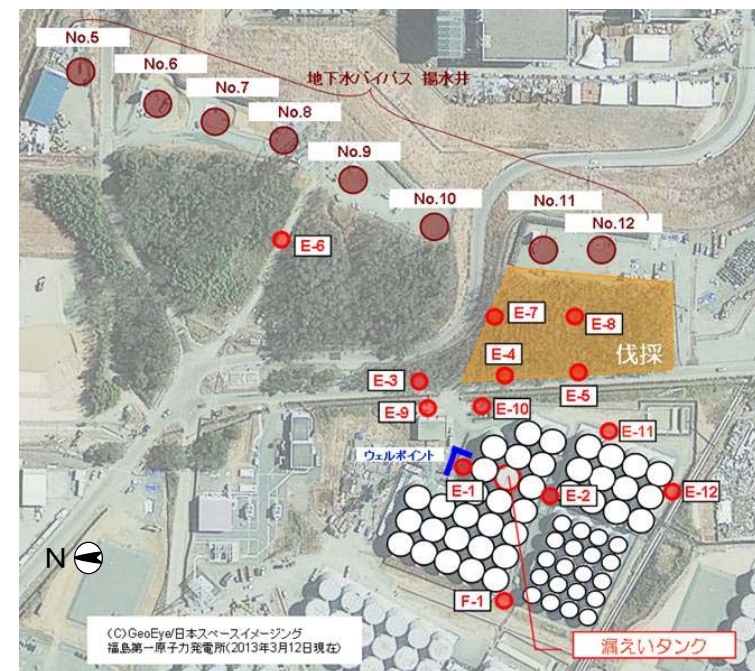 No.5
No.6
No.7
地下水バイパス 揚水井
No.8
No.9
No.10
No.11
No.12
E-6
E-7
E-8
伐採
E-4
E-3
E-5
E-9
E-10
E-11
ウェルポイント
E-1
E-2
E-12
N
F-1
(C)GeoEye/日本スペースイメージング
福島第一原子力発電所(2013年3月12日現在)
漏えいタンク